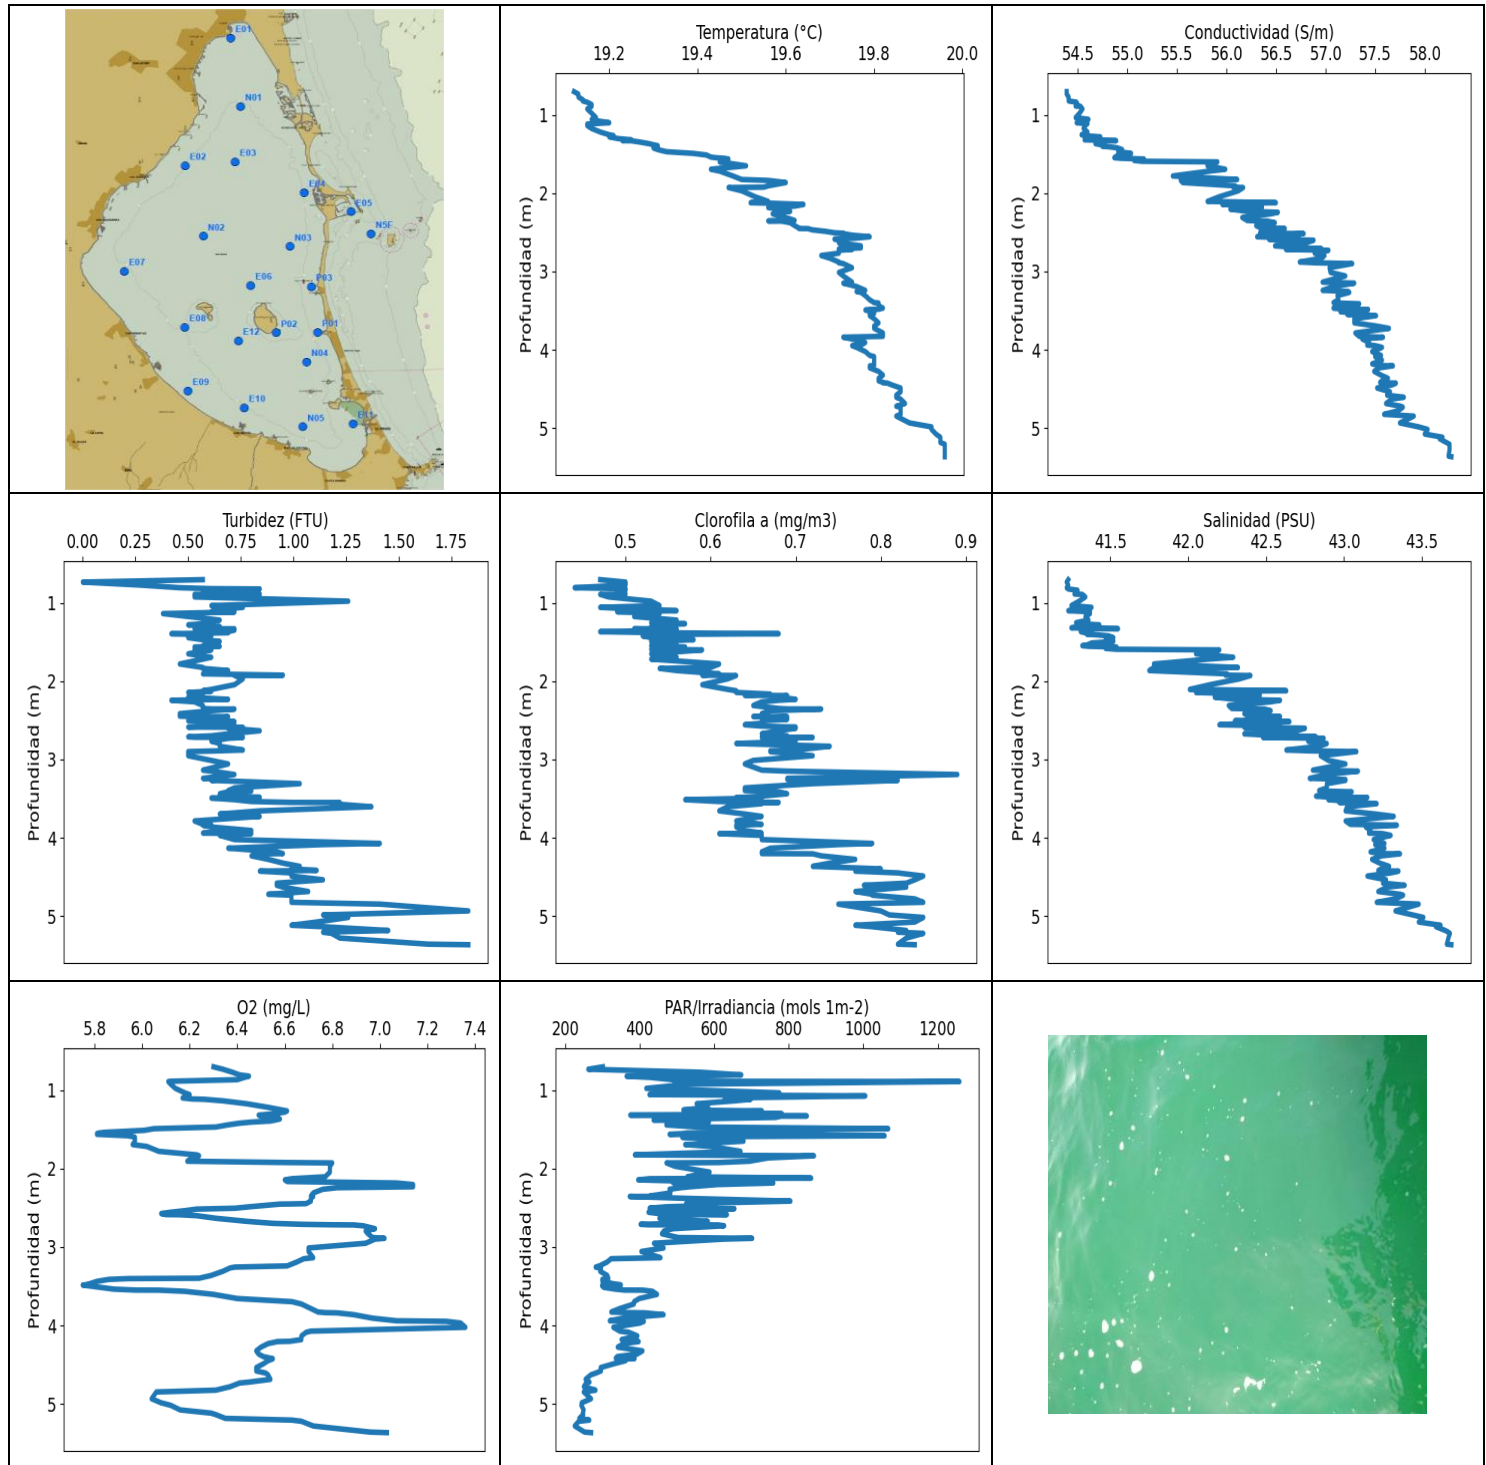 E01
N01
E02
E03
E04
E05
N5F
N02
N03
E07
E06
P03
E08
E12
P02
P01
N04
E09
E10
N05
E11
Temperatura (°C)
19.2 19.4 19.6 19.8 20.0
Profundidad (m)
1
2
3
4
5
Conductividad (S/m)
54.5 55.0 55.5 56.0 56.5 57.0 57.5 58.0
Profundidad (m)
1
2
3
4
5
Turbidez (FTU)
0.00 0.25 0.50 0.75 1.00 1.25 1.50 1.75
Profundidad (m)
1
2
3
4
5
Clorofila a (mg/m3)
0.5 0.6 0.7 0.8 0.9
Profundidad (m)
1
2
3
4
5
Salinidad (PSU)
41.5 42.0 42.5 43.0 43.5
Profundidad (m)
1
2
3
4
5
O2 (mg/L)
5.8 6.0 6.2 6.4 6.6 6.8 7.0 7.2 7.4
Profundidad (m)
1
2
3
4
5
PAR/Irradiancia (mols 1m-2)
200 400 600 800 1000 1200
Profundidad (m)
1
2
3
4
5